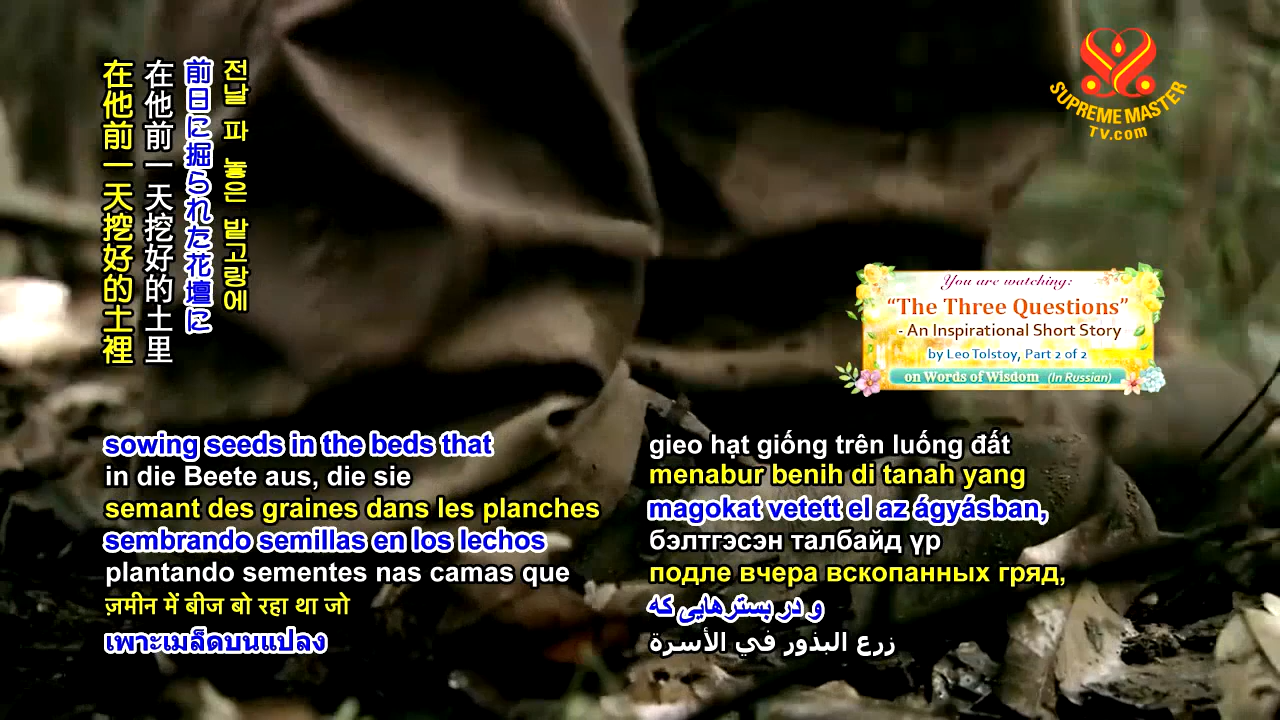 在他前一天挖好的土裡
在他前一天挖好的土里
前日に掘られた花壇に
전날 파 놓은 밭고랑에
SUPREME MASTER
TV.com
You are watching:
“The Three Questions”
- An Inspirational Short Story
by Leo Tolstoy, Part 2 of 2
on Words of Wisdom (In Russian)
sowing seeds in the beds that
in die Beete aus, die sie
semant des graines dans les planches
sembrando semillas en los lechos
plantando sementes nas camas que
ज़मीन में बीज बो रहा था जो
เพาะเมล็ดบนแปลง
gieo hạt giống trên luống đất
menabur benih di tanah yang
magokat vetett el az ágyásban,
бэлтгэсэн талбайд үр
подле вчера вскопанных гряд,
و در بسترهایی که
زرع البذور في الأسرة